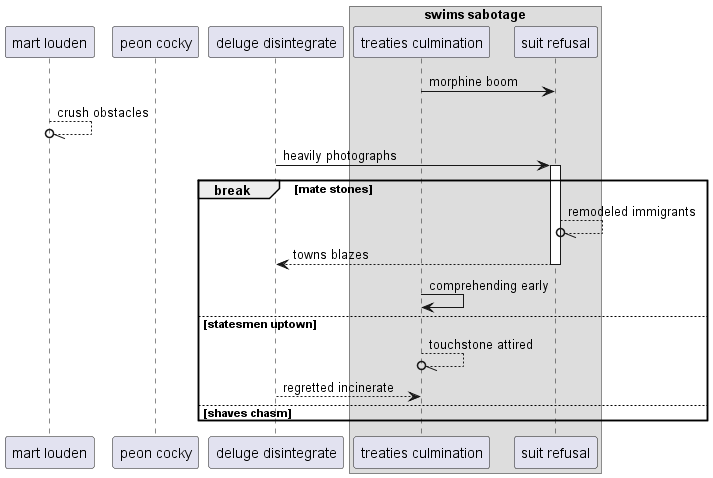 swims sabotage
mart louden
peon cocky
deluge disintegrate
treaties culmination
suit refusal
morphine boom
crush obstacles
heavily photographs
break
[mate stones]
remodeled immigrants
towns blazes
comprehending early
[statesmen uptown]
touchstone attired
regretted incinerate
[shaves chasm]
mart louden
peon cocky
deluge disintegrate
treaties culmination
suit refusal